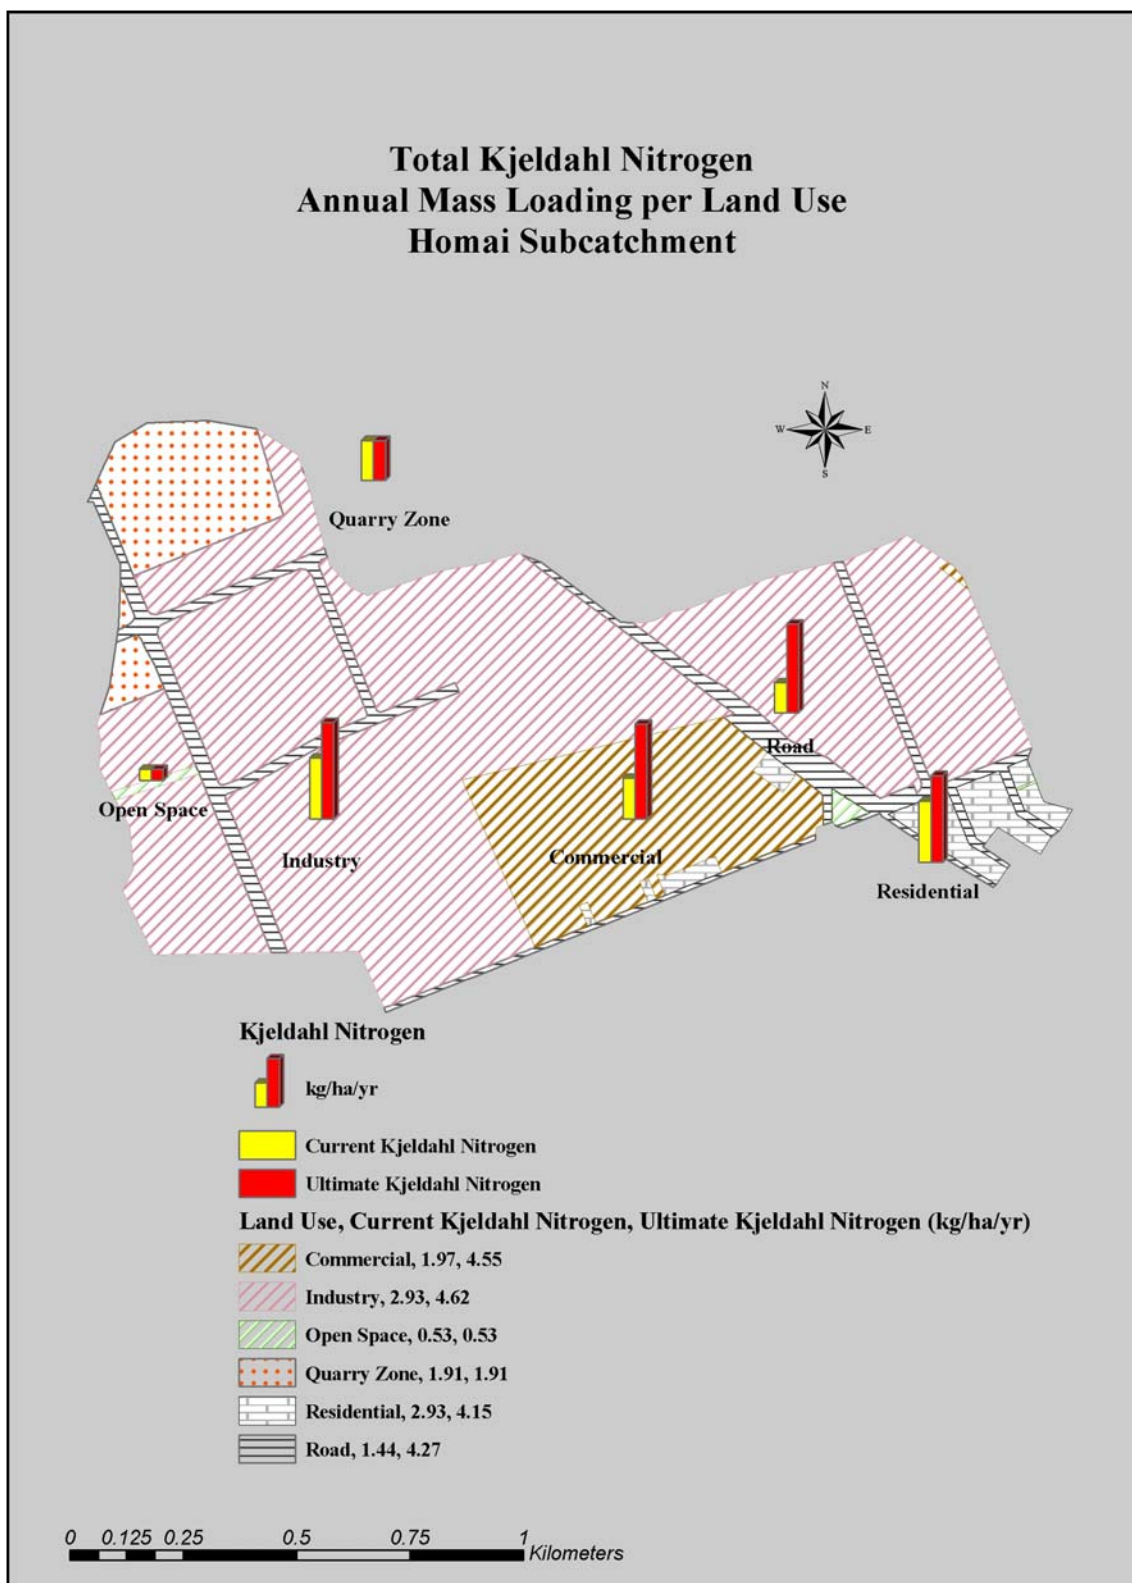 Total Kjeldahl Nitrogen
Annual Mass Loading per Land Use
Homai Subcatchment
N
W E
S
Quarry Zone
Road
Open Space
Industry
Commercial
Residential
Kjeldahl Nitrogen
kg/ha/yr
Current Kjeldahl Nitrogen
Ultimate Kjeldahl Nitrogen
Land Use, Current Kjeldahl Nitrogen, Ultimate Kjeldahl Nitrogen (kg/ha/yr)
Commercial, 1.97, 4.55
Industry, 2.93, 4.62
Open Space, 0.53, 0.53
Quarry Zone, 1.91, 1.91
Residential, 2.93, 4.15
Road, 1.44, 4.27
0 0.125 0.25 0.5 0.75 1
Kilometers